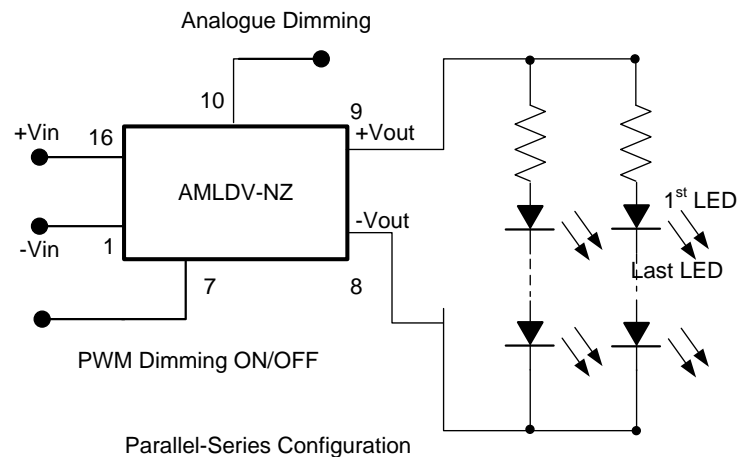 Analogue Dimming
10
9
+Vin
16
+Vout
AMLDV-NZ
1st LED
-Vout
-Vin
1
Last LED
7
8
PWM Dimming ON/OFF
Parallel-Series Configuration